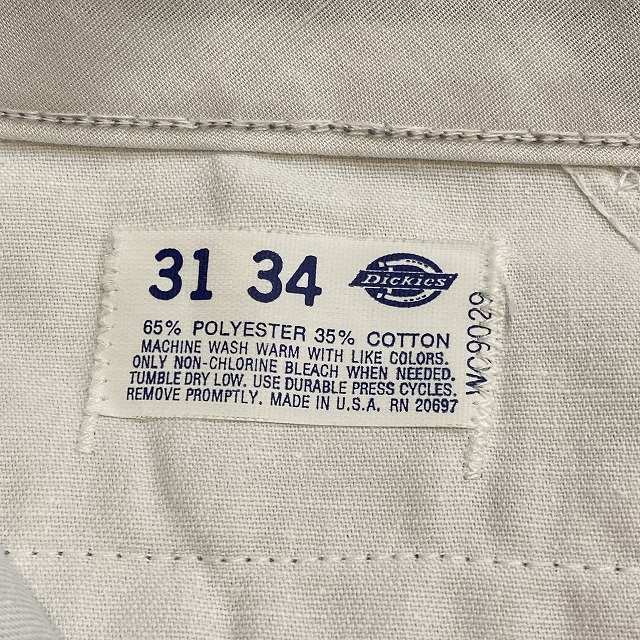 31 34 Dickies
65% POLYESTER 35% COTTON
MACHINE WASH WARM WITH LIKE COLORS.
ONLY NON-CHLORINE BLEACH WHEN NEEDED.
TUMBLE DRY LOW. USE DURABLE PRESS CYCLES.
REMOVE PROMPTLY. MADE IN U.S.A. RN 20697
WC9029